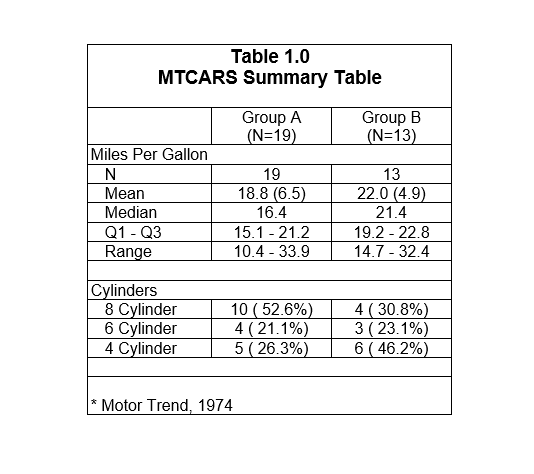 Table 1.0
MTCARS Summary Table
Group A Group B
(N=19) (N=13)
Miles Per Gallon
N 19 13
Mean 18.8 (6.5) 22.0 (4.9)
Median 16.4 21.4
Q1 - Q3 15.1 - 21.2 19.2 - 22.8
Range 10.4 - 33.9 14.7 - 32.4
Cylinders
8 Cylinder 10 ( 52.6%) 4 ( 30.8%)
6 Cylinder 4 ( 21.1%) 3 ( 23.1%)
4 Cylinder 5 ( 26.3%) 6 ( 46.2%)
* Motor Trend, 1974